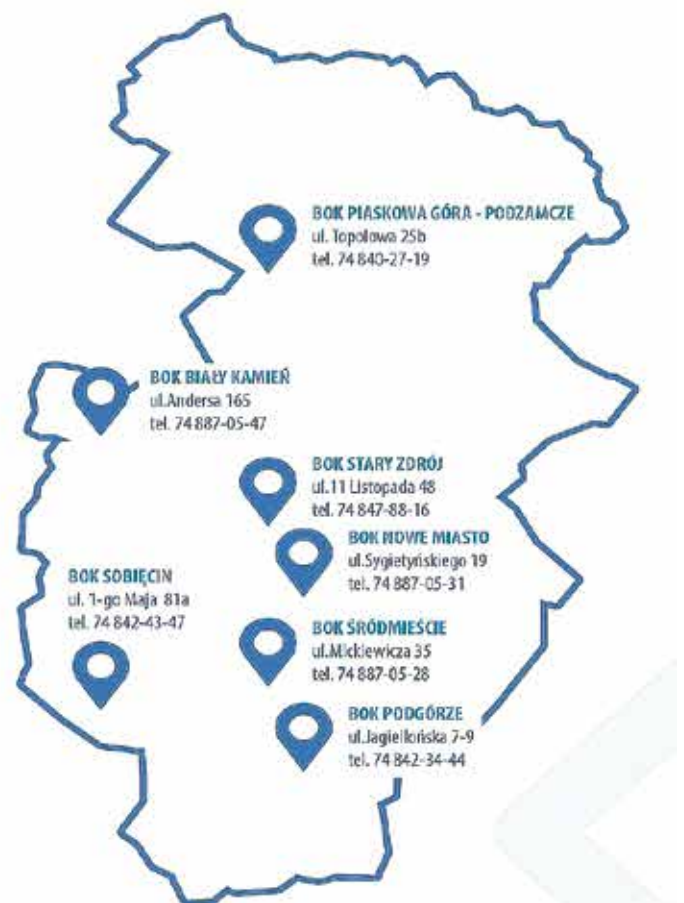 BOK PIASKOWA GÓRA - PODZAMCZE
ul. Topolowa 25b
tel. 74 840-27-19
BOK BIAŁY KAMIEŃ
ul.Andersa 165
tel. 74 887-05-47
BOK STARY ZDRÓJ
ul.11 Listopada 48
tel. 74 847-88-16
BOK NOWE MIASTO
ul.Sygietyńskiego 19
tel. 74 887-05-31
BOK SOBIĘCIN
ul. 1-go Maja 81a
tel. 74 842-43-47
BOK ŚRÓDMIEŚCIE
ul.Mickiewicza 35
tel. 74 887-05-28
BOK PODGÓRZE
ul.Jagiellońska 7-9
tel. 74 842-34-44